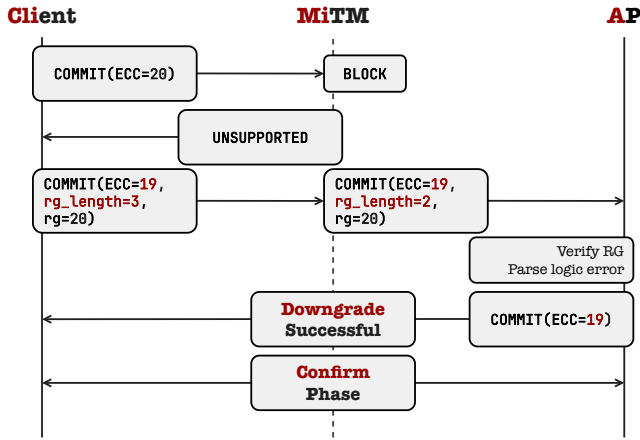 Client MiTM AP
COMMIT(ECC=20)
BLOCK
UNSUPPORTED
COMMIT(ECC=19,
rg_length=3,
rg=20)
COMMIT(ECC=19,
rg_length=2,
rg=20)
Verify RG
Parse logic error
Downgrade
Successful
COMMIT(ECC=19)
Confirm
Phase